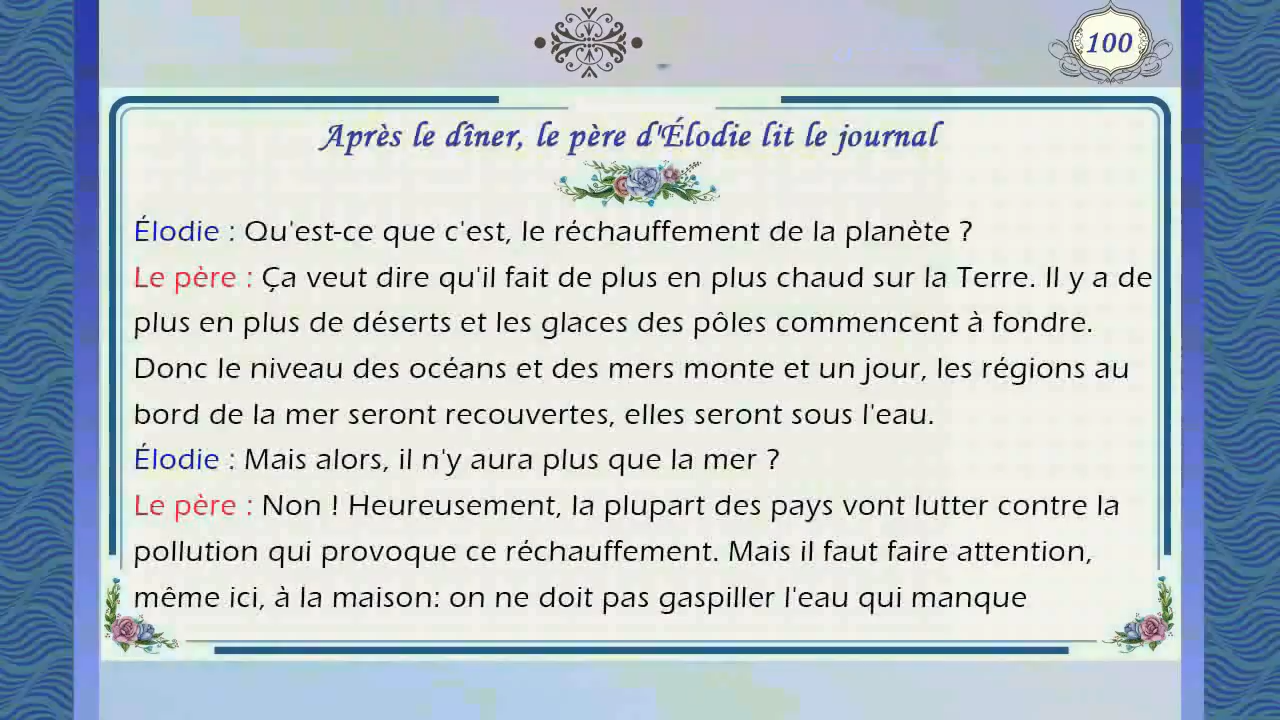 100
Après le dîner, le père d'Élodie lit le journal
Élodie : Qu'est-ce que c'est, le réchauffement de la planète ?
Le père : Ça veut dire qu'il fait de plus en plus chaud sur la Terre. Il y a de
plus en plus de déserts et les glaces des pôles commencent à fondre.
Donc le niveau des océans et des mers monte et un jour, les régions au
bord de la mer seront recouvertes, elles seront sous l'eau.
Élodie : Mais alors, il n'y aura plus que la mer ?
Le père : Non ! Heureusement, la plupart des pays vont lutter contre la
pollution qui provoque ce réchauffement. Mais il faut faire attention,
même ici, à la maison: on ne doit pas gaspiller l'eau qui manque